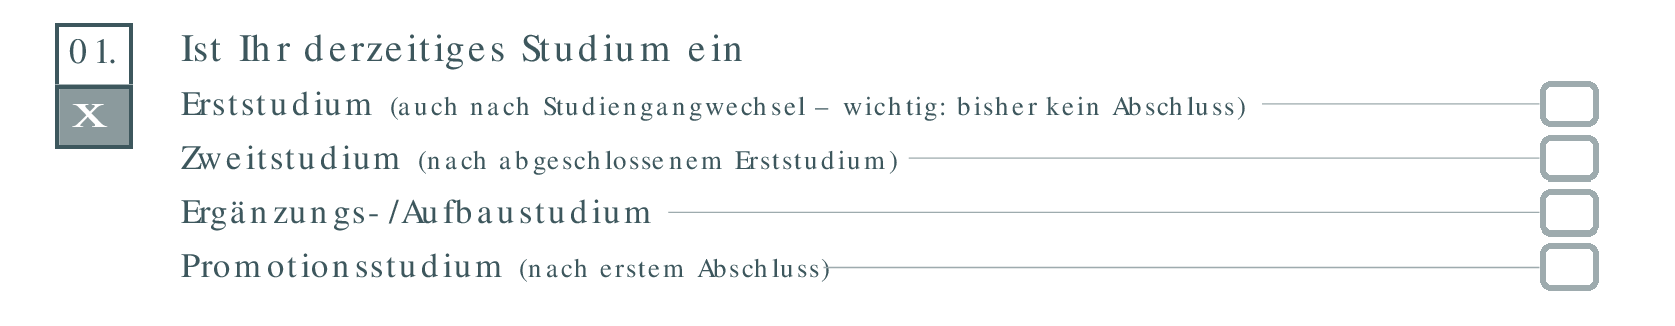 01. Ist Ihr derzeitiges Studium ein
X Erststudium (auch nach Studiengangwechsel – wichtig: bisher kein Abschluss)
Zweitstudium (nach abgeschlossenem Erststudium)
Ergänzungs-/Aufbaustudium
Promotionsstudium (nach erstem Abschluss)